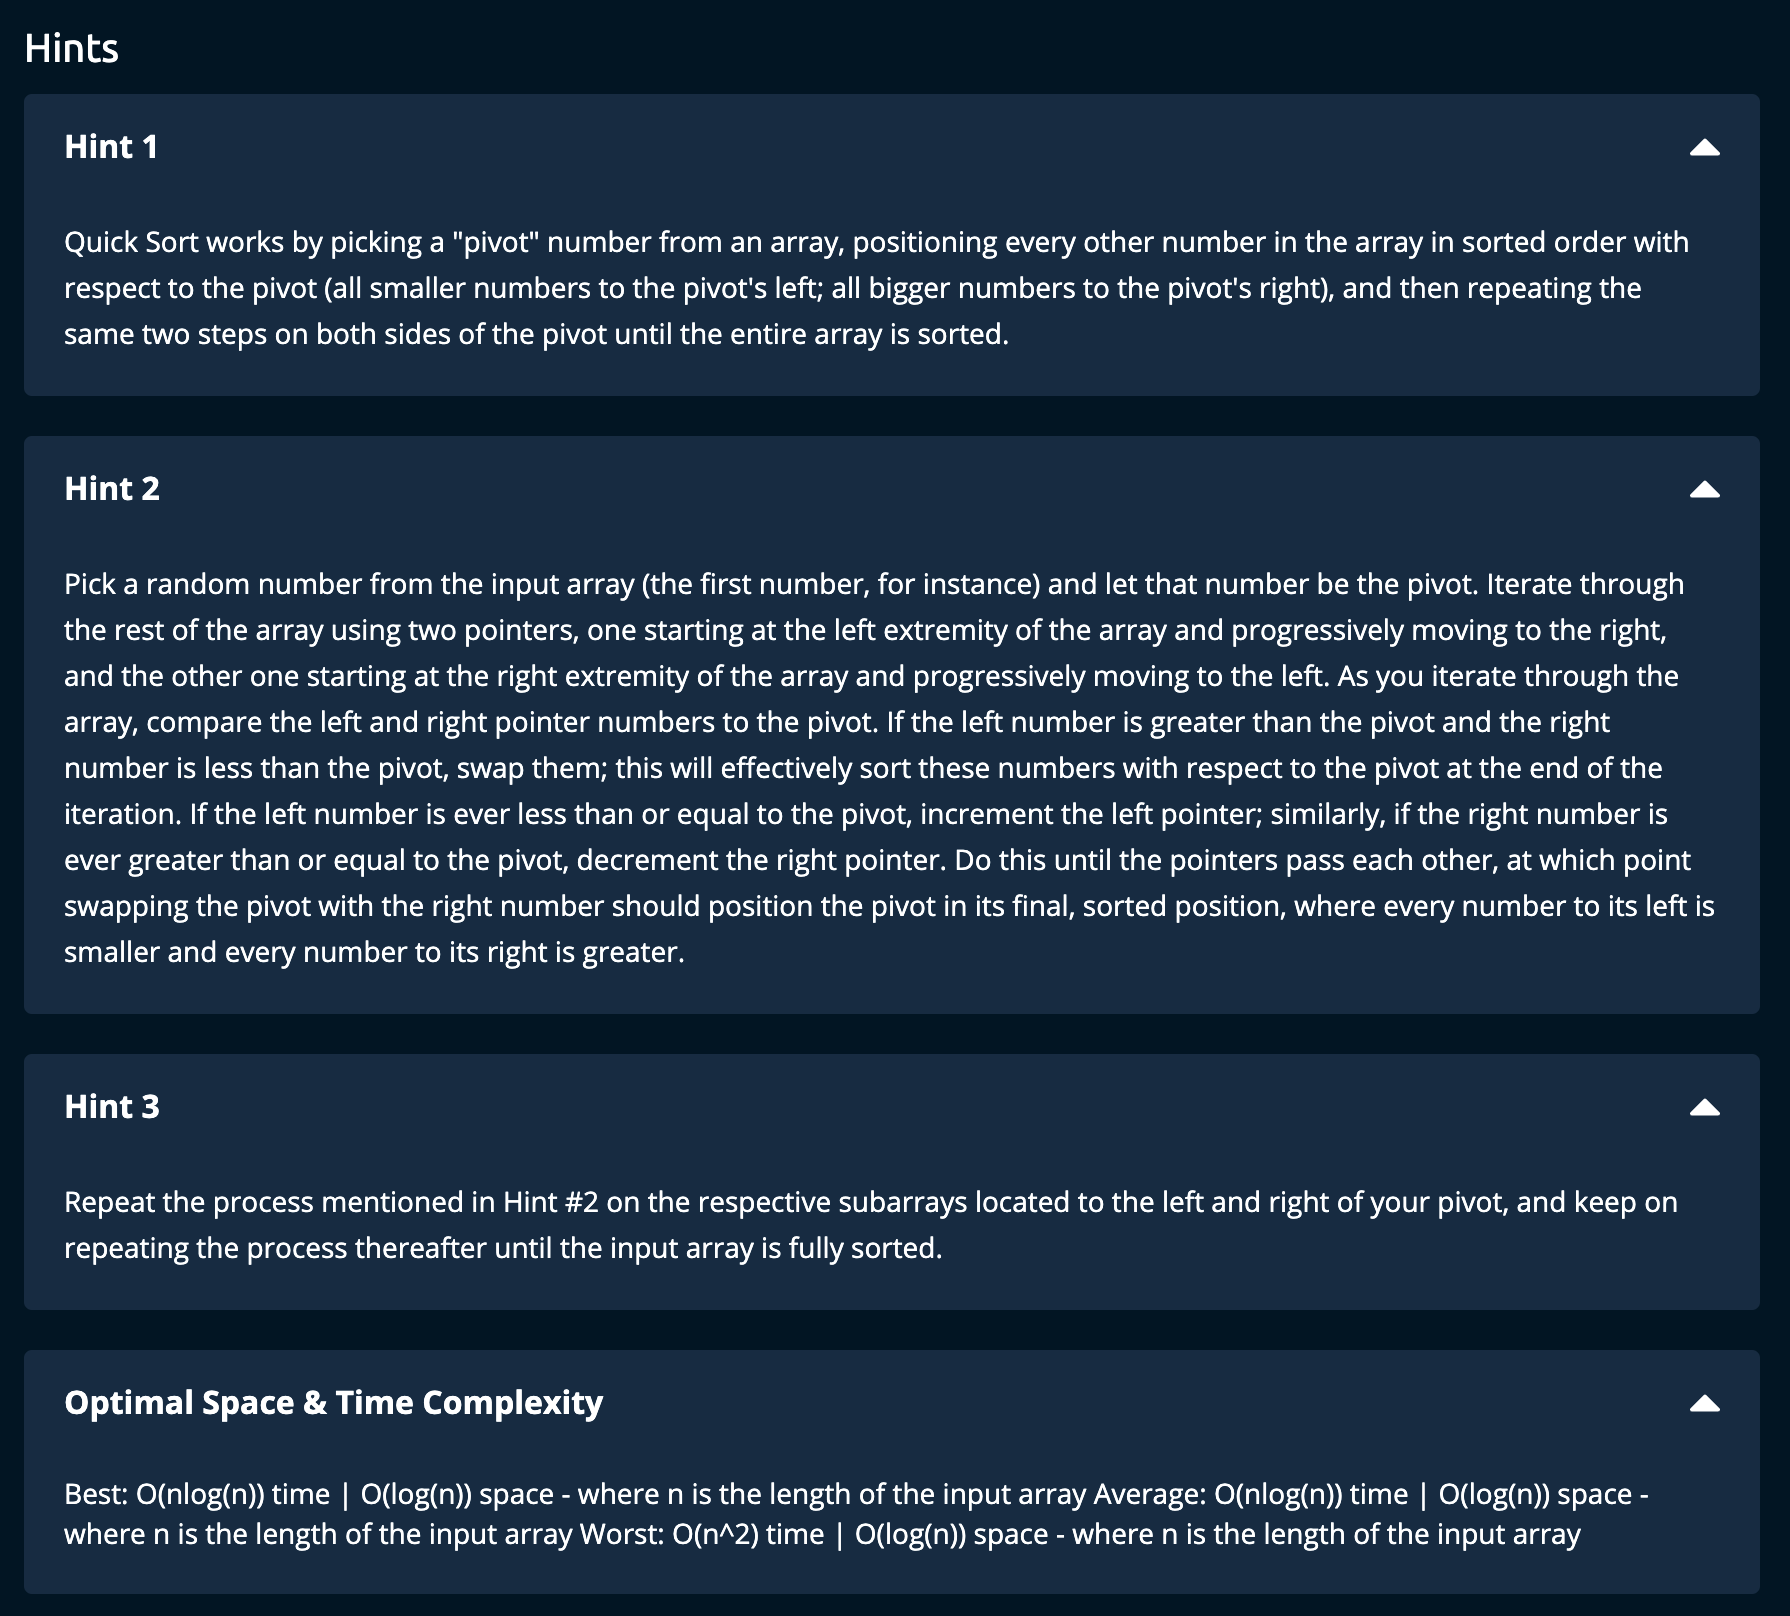 Hints
Hint 1
Quick Sort works by picking a "pivot" number from an array, positioning every other number in the array in sorted order with
respect to the pivot (all smaller numbers to the pivot's left; all bigger numbers to the pivot's right), and then repeating the
same two steps on both sides of the pivot until the entire array is sorted.
Hint 2
Pick a random number from the input array (the first number, for instance) and let that number be the pivot. Iterate through
the rest of the array using two pointers, one starting at the left extremity of the array and progressively moving to the right,
and the other one starting at the right extremity of the array and progressively moving to the left. As you iterate through the
array, compare the left and right pointer numbers to the pivot. If the left number is greater than the pivot and the right
number is less than the pivot, swap them; this will effectively sort these numbers with respect to the pivot at the end of the
iteration. If the left number is ever less than or equal to the pivot, increment the left pointer; similarly, if the right number is
ever greater than or equal to the pivot, decrement the right pointer. Do this until the pointers pass each other, at which point
swapping the pivot with the right number should position the pivot in its final, sorted position, where every number to its left is
smaller and every number to its right is greater.
Hint 3
Repeat the process mentioned in Hint #2 on the respective subarrays located to the left and right of your pivot, and keep on
repeating the process thereafter until the input array is fully sorted.
Optimal Space & Time Complexity
Best: O(nlog(n)) time | O(log(n)) space - where n is the length of the input array Average: O(nlog(n)) time | O(log(n)) space -
where n is the length of the input array Worst: O(n^2) time | O(log(n)) space - where n is the length of the input array